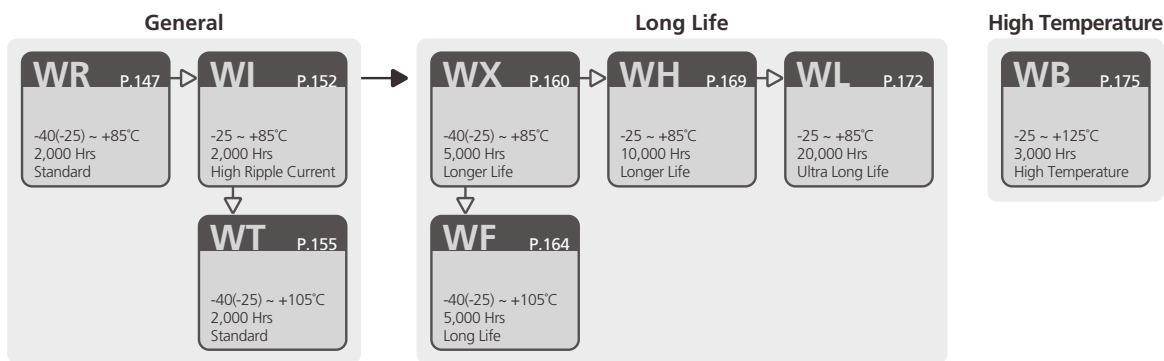 General
Long Life
High Temperature
WR P.147
-40(-25) ~ +85℃
2,000 Hrs
Standard
WI P.152
-25 ~ +85℃
2,000 Hrs
High Ripple Current
WT P.155
-40(-25) ~ +105℃
2,000 Hrs
Standard
WX P.160
-40(-25) ~ +85℃
5,000 Hrs
Longer Life
WH P.169
-25 ~ +85℃
10,000 Hrs
Longer Life
WL P.172
-25 ~ +85℃
20,000 Hrs
Ultra Long Life
WF P.164
-40(-25) ~ +105℃
5,000 Hrs
Long Life
WB P.175
-25 ~ +125℃
3,000 Hrs
High Temperature